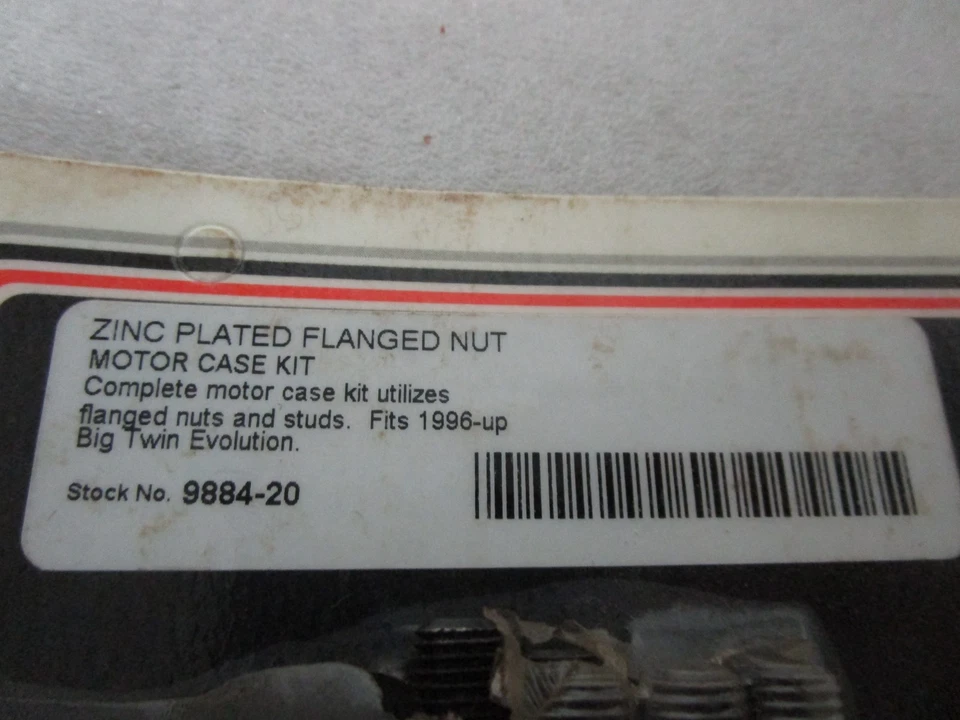 ZINC PLATED FLANGED NUT
MOTOR CASE KIT
Complete motor case kit utilizes
flanged nuts and studs. Fits 1996-up
Big Twin Evolution.
Stock No. 9884-20